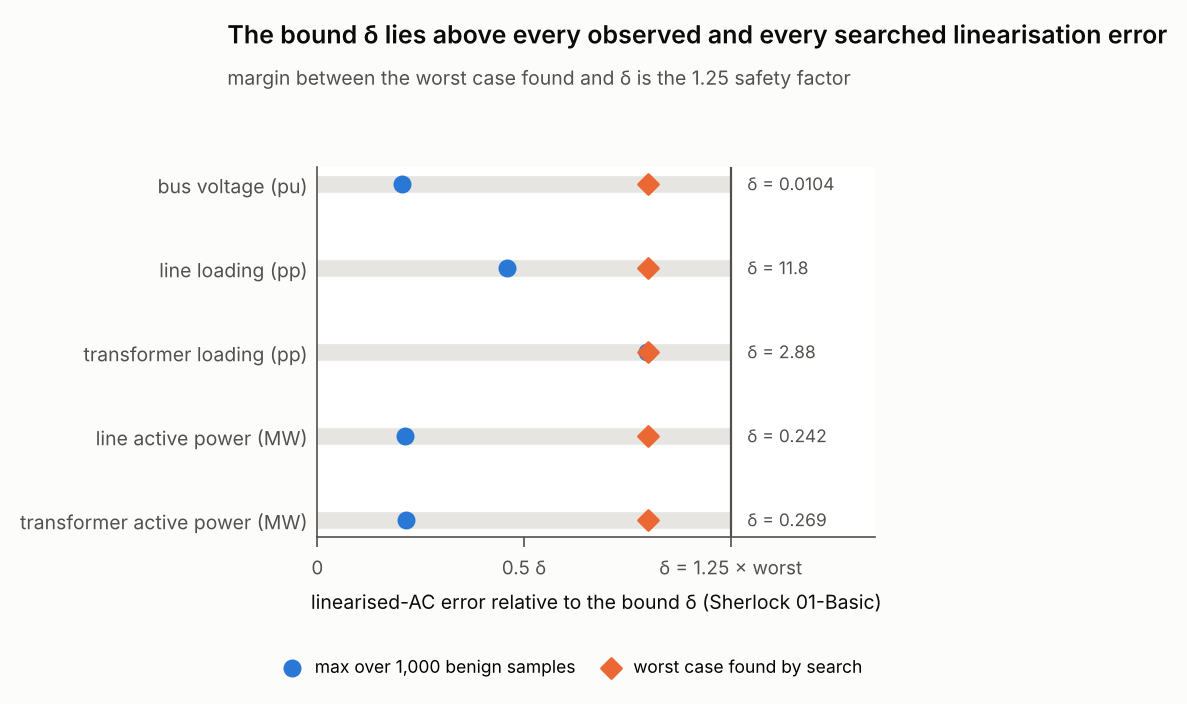 The bound δ lies above every observed and every searched linearisation error
margin between the worst case found and δ is the 1.25 safety factor
bus voltage (pu)
δ = 0.0104
line loading (pp)
δ = 11.8
transformer loading (pp)
δ = 2.88
line active power (MW)
δ = 0.242
transformer active power (MW)
δ = 0.269
0
0.5 δ
δ = 1.25 × worst
linearised-AC error relative to the bound δ (Sherlock 01-Basic)
max over 1,000 benign samples
worst case found by search